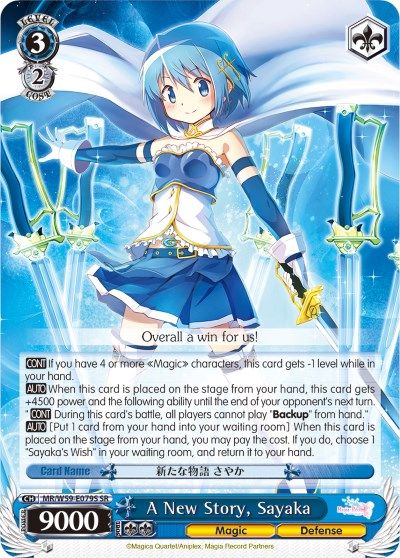 LEVEL
3
2
COST
Overall a win for us!
CONT If you have 4 or more «Magic» characters, this card gets -1 level while in
your hand.
AUTO When this card is placed on the stage from your hand, this card gets
+4500 power and the following ability until the end of your opponent's next turn.
"CONT During this card's battle, all players cannot play "Backup" from hand."
AUTO [Put 1 card from your hand into your waiting room] When this card is
placed on the stage from your hand, you may pay the cost. If you do, choose 1
"Sayaka's Wish" in your waiting room, and return it to your hand.
Card Name 新たな物語 さやか
CH MR/W59-E079S SR
POWER 9000 SOUL A New Story, Sayaka
Magic Defense
©Magica Quartet/Aniplex, Magia Record Partners